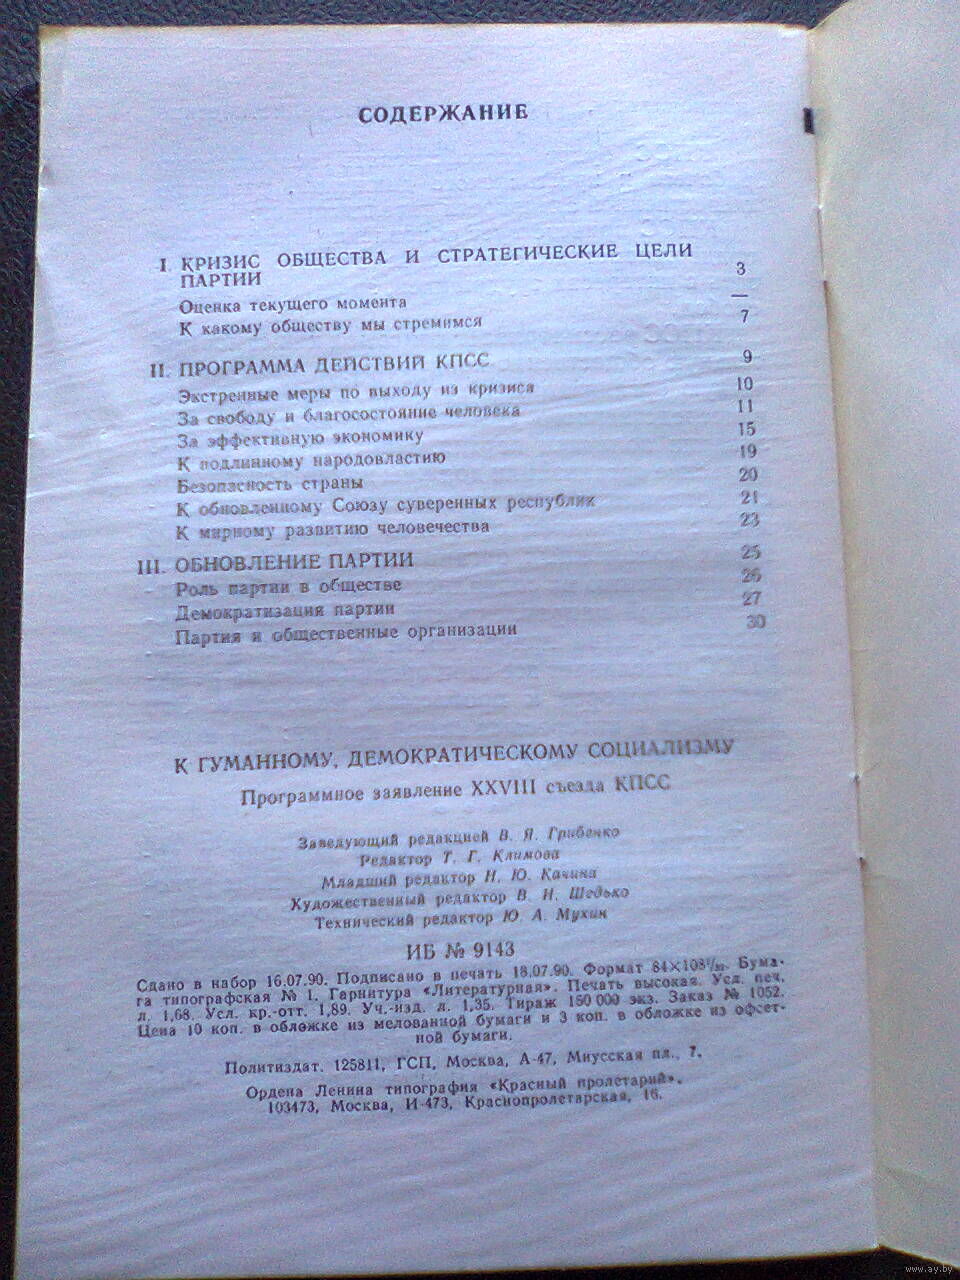 СОДЕРЖАНИЕ
I. КРИЗИС ОБЩЕСТВА И СТРАТЕГИЧЕСКИЕ ЦЕЛИ
ПАРТИИ 3
Оценка текущего момента —
К какому обществу мы стремимся 7
II. ПРОГРАММА ДЕЙСТВИЙ КПСС 9
Экстренные меры по выходу из кризиса 10
За свободу и благосостояние человека 11
За эффективную экономику 15
К подлинному народовластию 19
Безопасность страны 20
К обновленному Союзу суверенных республик 21
К мирному развитию человечества 23
III. ОБНОВЛЕНИЕ ПАРТИИ 25
Роль партии в обществе 26
Демократизация партии 27
Партия и общественные организации 30
К ГУМАННОМУ, ДЕМОКРАТИЧЕСКОМУ СОЦИАЛИЗМУ
Программное заявление XXVIII съезда КПСС
Заведующий редакцией В. Я. Грибенко
Редактор Т. Г. Климова
Младший редактор Н. Ю. Качина
Художественный редактор В. И. Шедько
Технический редактор Ю. А. Мухин
ИБ № 9143
Сдано в набор 16.07.90. Подписано в печать 18.07.90. Формат 84×108¹/₃₂. Бума-
га типографская № 1. Гарнитура «Литературная». Печать высокая. Усл. печ.
л. 1,68. Усл. кр.-отт. 1,89. Уч.-изд. л. 1,35. Тираж 150 000 экз. Заказ № 1052.
Цена 10 коп. в обложке из мелованной бумаги и 3 коп. в обложке из офсет-
ной бумаги.
Политиздат. 125811, ГСП, Москва, А-47, Миусская пл., 7.
Ордена Ленина типография «Красный пролетарий».
103473, Москва, И-473, Краснопролетарская, 16.
www.ay.by